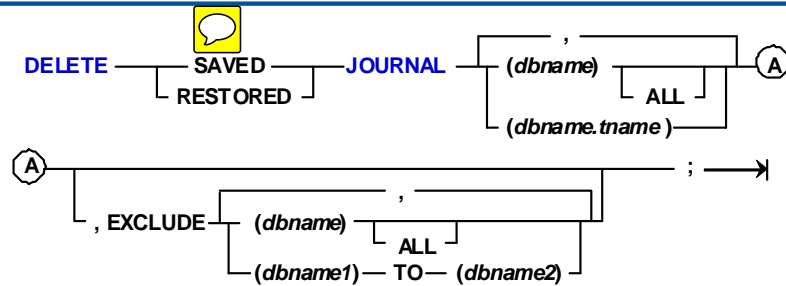 ,
DELETE SAVED JOURNAL (dbname) A
RESTORED ALL
(dbname.tname )
A ;
,
, EXCLUDE (dbname)
ALL
(dbname1) TO (dbname2)